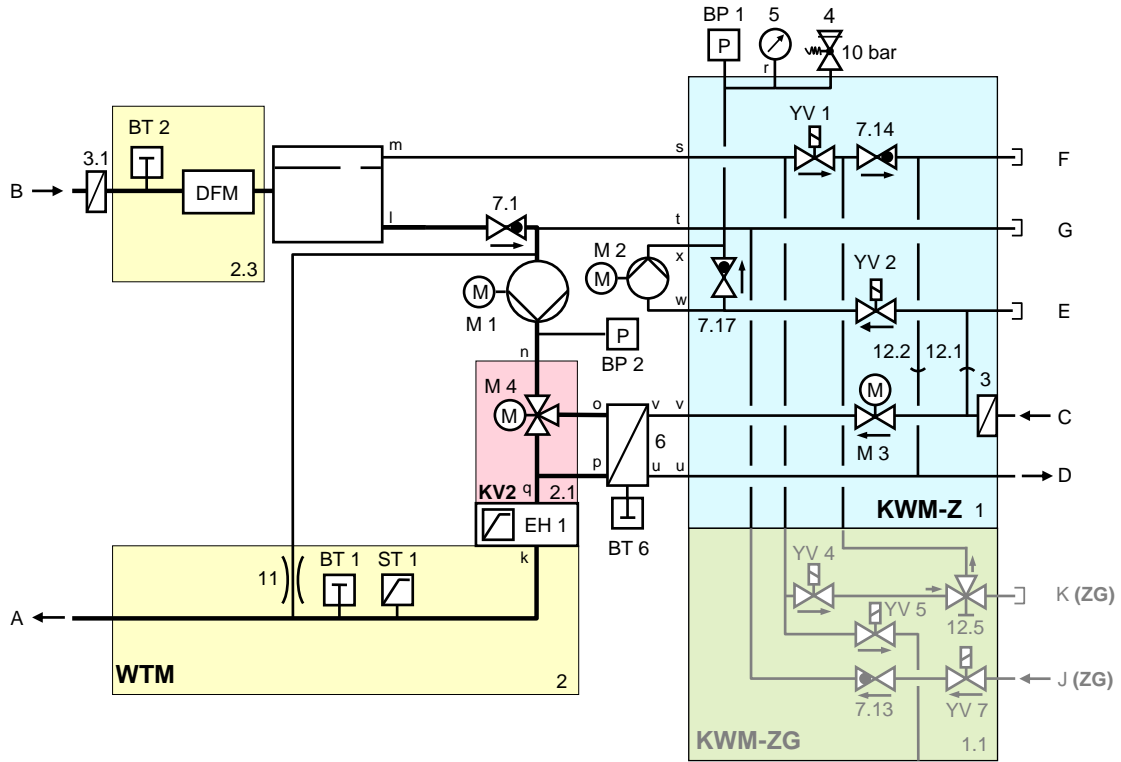 BP 1 5 4
P r 10 bar
YV 1 7.14
BT 2
3.1
m s F
B DFM
l 7.1 t G
2.3
M 2 x YV 2
M M
M 1 w E
7.17
n P
BP 2
12.2 12.1
M 4 M 3
M o v v C
6 M 3
p u u D
KV2 q 2.1
KWM-Z 1
EH 1
BT 6
k
YV 4
11 BT 1 ST 1
K (ZG)
A YV 5 12.5
WTM
J (ZG)
2
7.13 YV 7
KWM-ZG 1.1